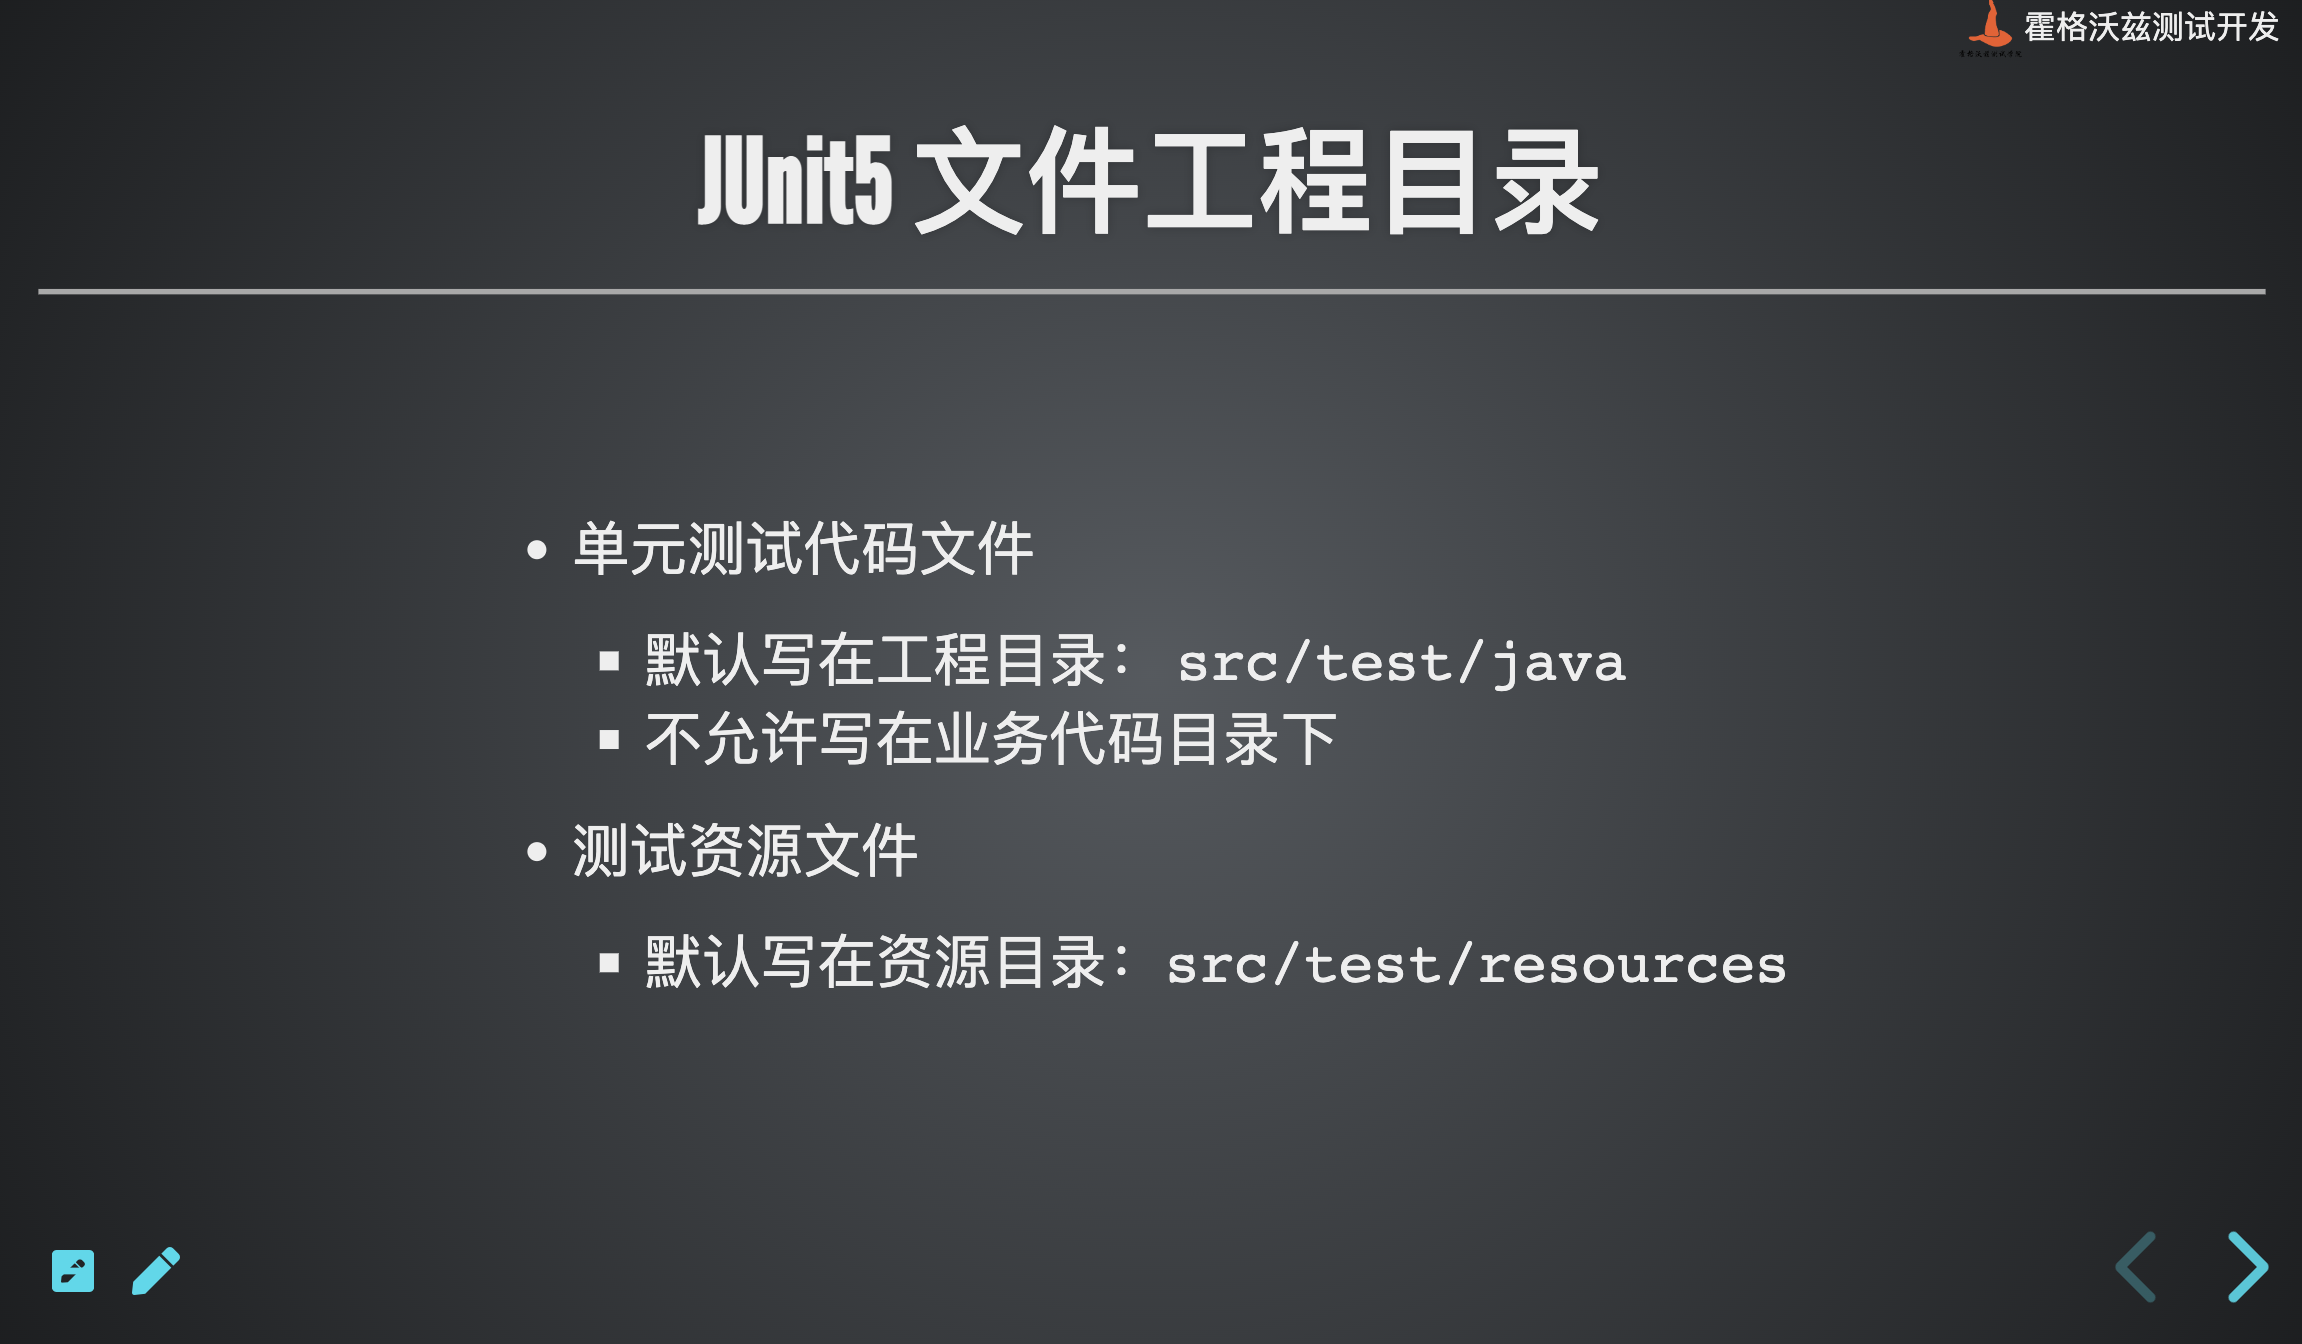 霍格沃兹测试开发
JUnit5 文件工程目录
单元测试代码文件
默认写在工程目录： src/test/java
不允许写在业务代码目录下
测试资源文件
默认写在资源目录：src/test/resources